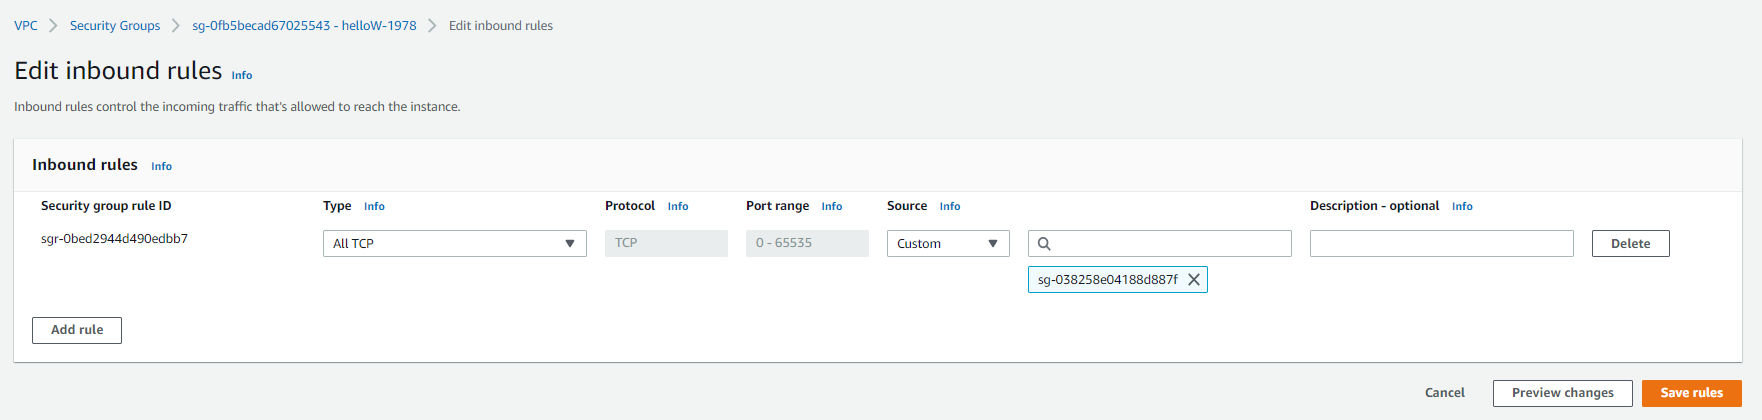 VPC > Security Groups > sg-0fb5becad67025543 - helloW-1978 > Edit inbound rules
Edit inbound rules Info
Inbound rules control the incoming traffic that's allowed to reach the instance.
Inbound rules Info
Security group rule ID Type Info Protocol Info Port range Info Source Info Description - optional Info
sgr-0bed2944d490edbb7 All TCP TCP 0 - 65535 Custom Delete
sg-038258e04188d887f
Add rule
Cancel Preview changes Save rules